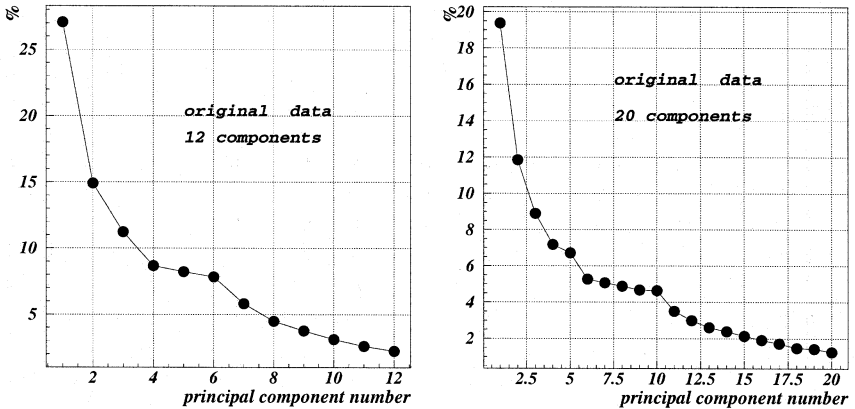 %
25
20
15
10
5
original data
12 components
2 4 6 8 10 12
principal component number
%
20
18
16
14
12
10
8
6
4
2
original data
20 components
2.5 5 7.5 10 12.5 15 17.5 20
principal component number